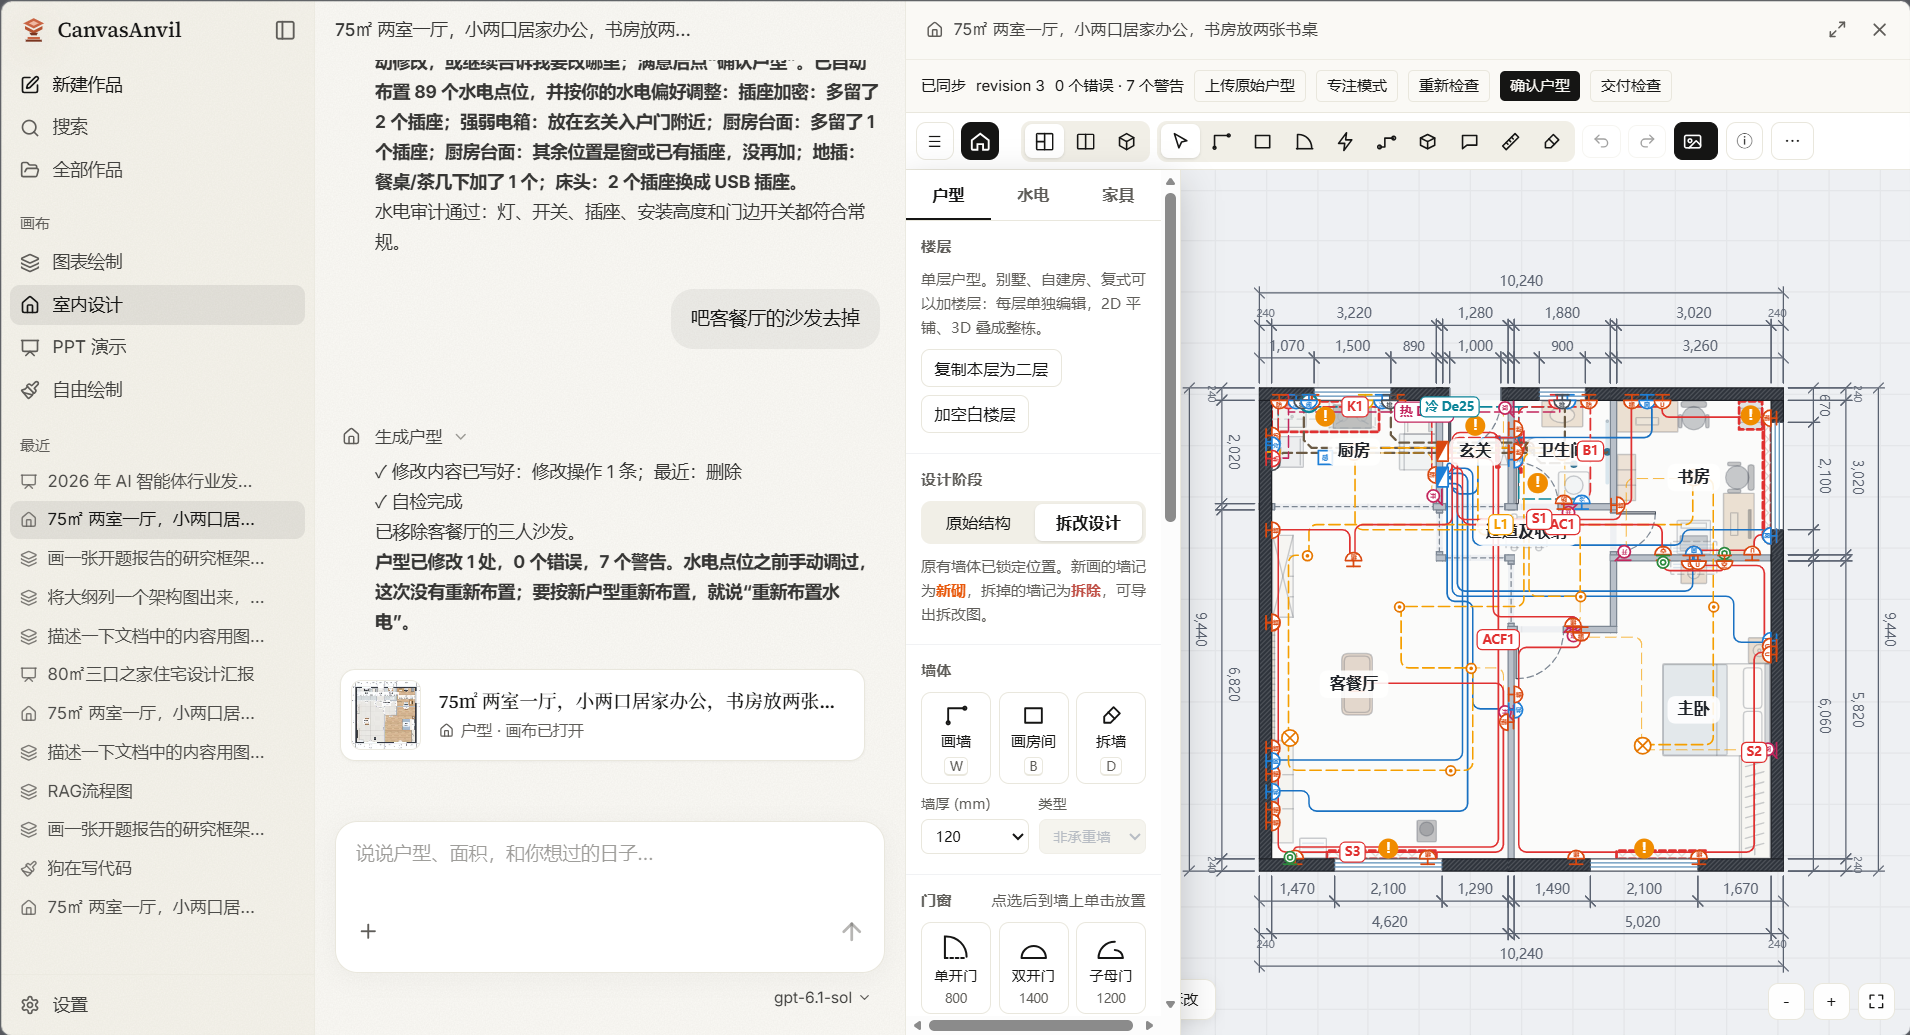 CanvasAnvil
新建作品
搜索
全部作品
画布
图表绘制
室内设计
PPT 演示
自由绘制
最近
2026 年 AI 智能体行业发...
75㎡ 两室一厅，小两口居...
画一张开题报告的研究框架...
将大纲列一个架构图出来，...
描述一下文档中的内容用图...
80㎡三口之家住宅设计汇报
75㎡ 两室一厅，小两口居...
描述一下文档中的内容用图...
RAG流程图
画一张开题报告的研究框架...
狗在写代码
75㎡ 两室一厅，小两口居...
设置
75㎡ 两室一厅，小两口居家办公，书房放两...
动修改，或继续告诉我要改哪里；满意后点“确认户型”。已自动
布置 89 个水电点位，并按你的水电偏好调整：插座加密：多留了
2 个插座；强弱电箱：放在玄关入户门附近；厨房台面：多留了 1
个插座；厨房台面：其余位置是窗或已有插座，没再加；地插：
餐桌/茶几下加了 1 个；床头：2 个插座换成 USB 插座。
水电审计通过：灯、开关、插座、安装高度和门边开关都符合常
规。
吧客餐厅的沙发去掉
生成户型
✓ 修改内容已写好：修改操作 1 条；最近：删除
✓ 自检完成
已移除客餐厅的三人沙发。
户型已修改 1 处，0 个错误，7 个警告。水电点位之前手动调过，
这次没有重新布置；要按新户型重新布置，就说“重新布置水
电”。
75㎡ 两室一厅，小两口居家办公，书房放两张...
户型 · 画布已打开
说说户型、面积，和你想过的日子...
gpt-6.1-sol
75㎡ 两室一厅，小两口居家办公，书房放两张书桌
已同步 revision 3 0 个错误 · 7 个警告 上传原始户型 专注模式 重新检查 确认户型 交付检查
户型 水电 家具
楼层
单层户型。别墅、自建房、复式可
以加楼层：每层单独编辑，2D 平
铺、3D 叠成整栋。
复制本层为二层
加空白楼层
设计阶段
原始结构 拆改设计
原有墙体已锁定位置。新画的墙记
为新砌，拆掉的墙记为拆除，可导
出拆改图。
墙体
画墙 画房间 拆墙
W B D
墙厚 (mm) 类型
120 非承重墙
门窗 点选后到墙上单击放置
单开门 双开门 子母门
800 1400 1200
10,240
240 3,220 1,280 1,880 3,020 240
1,070 1,500 890 1,000 900 3,260
240
2,020
9,440
6,820
240
K1 冷 De25
厨房 玄关 B1
书房
L1 S1 AC1
ACF1
客餐厅
主卧
S2
S3
240
670
2,100
3,020
9,440
6,060
5,820
240
1,470 2,100 1,290 1,490 2,100 1,670
4,620 5,020
240 240
10,240
改
- +